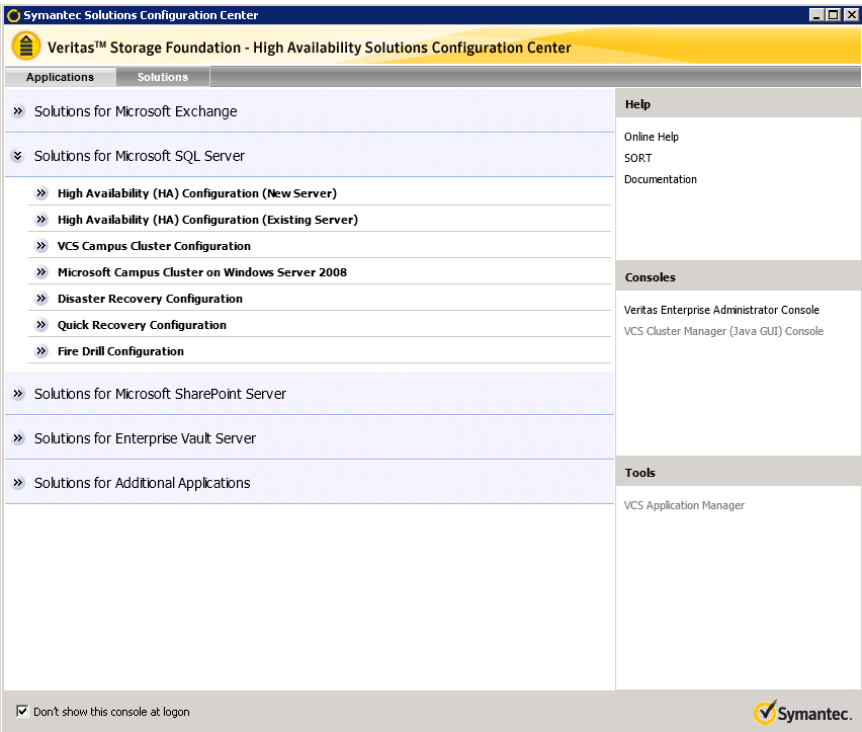 Symantec Solutions Configuration Center
Veritas™ Storage Foundation - High Availability Solutions Configuration Center
Applications
Solutions
Solutions for Microsoft Exchange
Solutions for Microsoft SQL Server
High Availability (HA) Configuration (New Server)
High Availability (HA) Configuration (Existing Server)
VCS Campus Cluster Configuration
Microsoft Campus Cluster on Windows Server 2008
Disaster Recovery Configuration
Quick Recovery Configuration
Fire Drill Configuration
Solutions for Microsoft SharePoint Server
Solutions for Enterprise Vault Server
Solutions for Additional Applications
Help
Online Help
SORT
Documentation
Consoles
Veritas Enterprise Administrator Console
VCS Cluster Manager (Java GUI) Console
Tools
VCS Application Manager
Don't show this console at logon
Symantec.